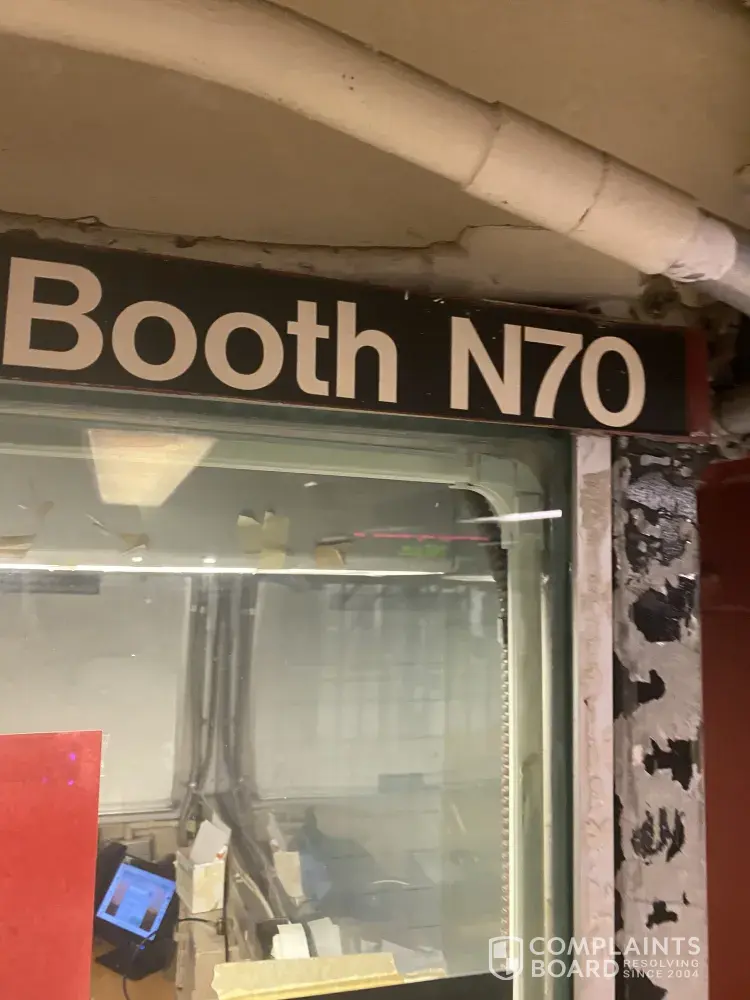 Booth N70
COMPLAINTS
BOARD RESOLVING
SINCE 2004